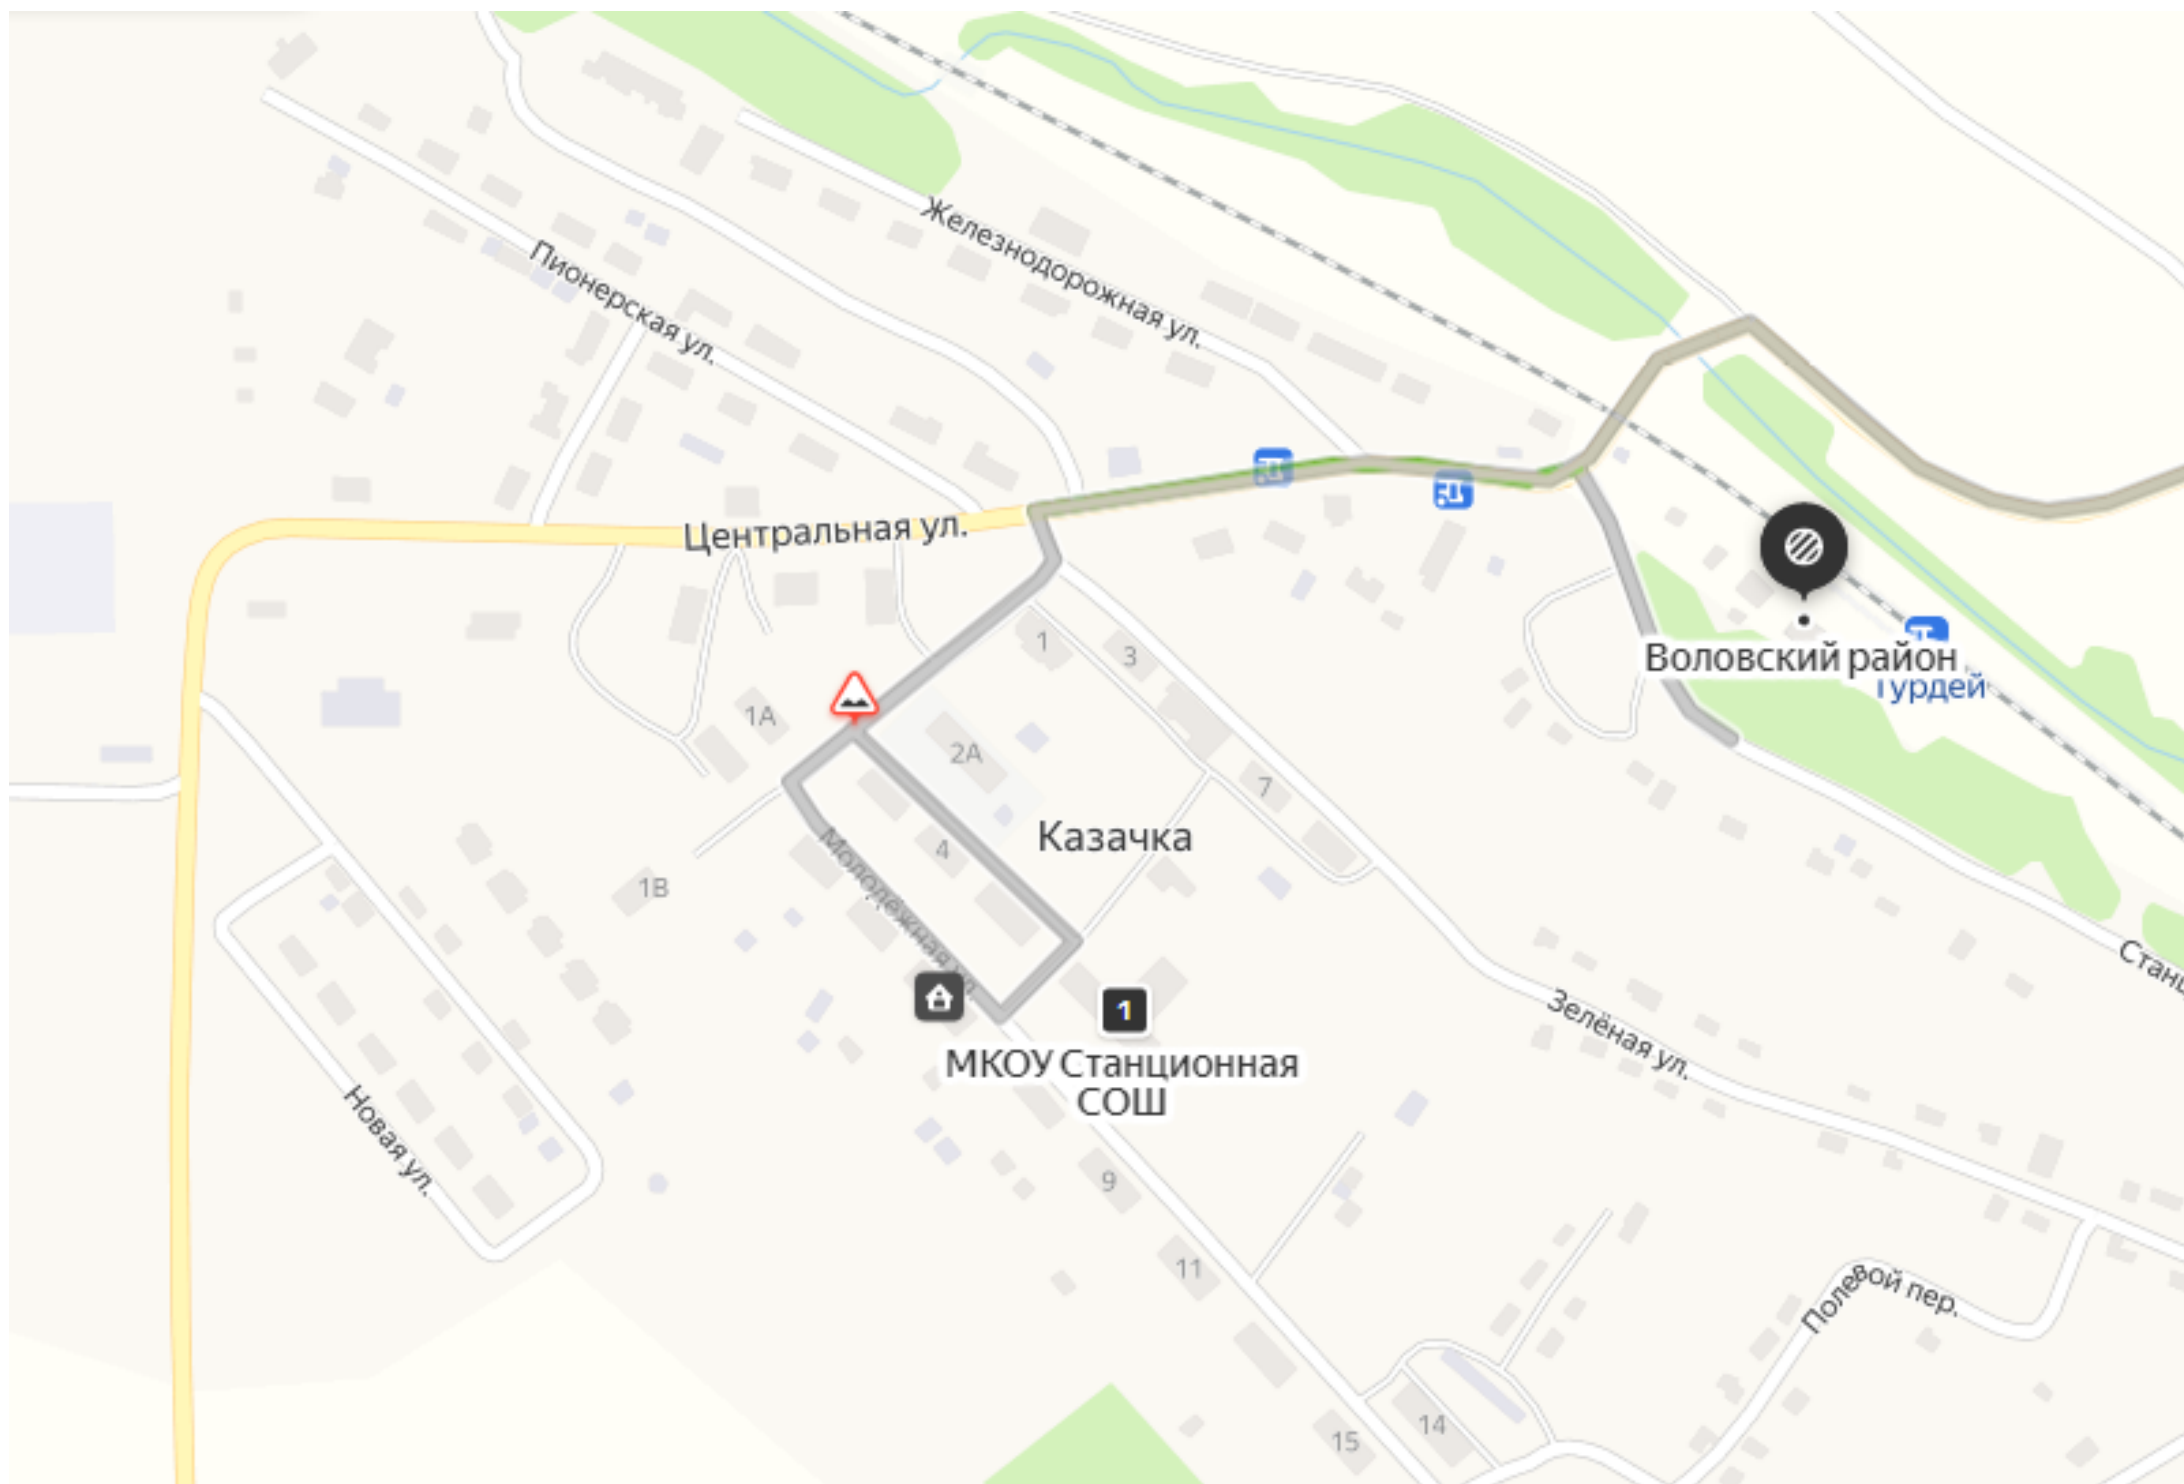 Железнодорожная ул.
Пионерская ул.
Центральная ул.
1
3
Воловский район
Турдей
1А
2А
7
Казачка
4
Молодёжная ул.
1В
1
Зелёная ул.
МКОУ Станционная
СОШ
Новая ул.
9
11
Полевой пер.
14
15